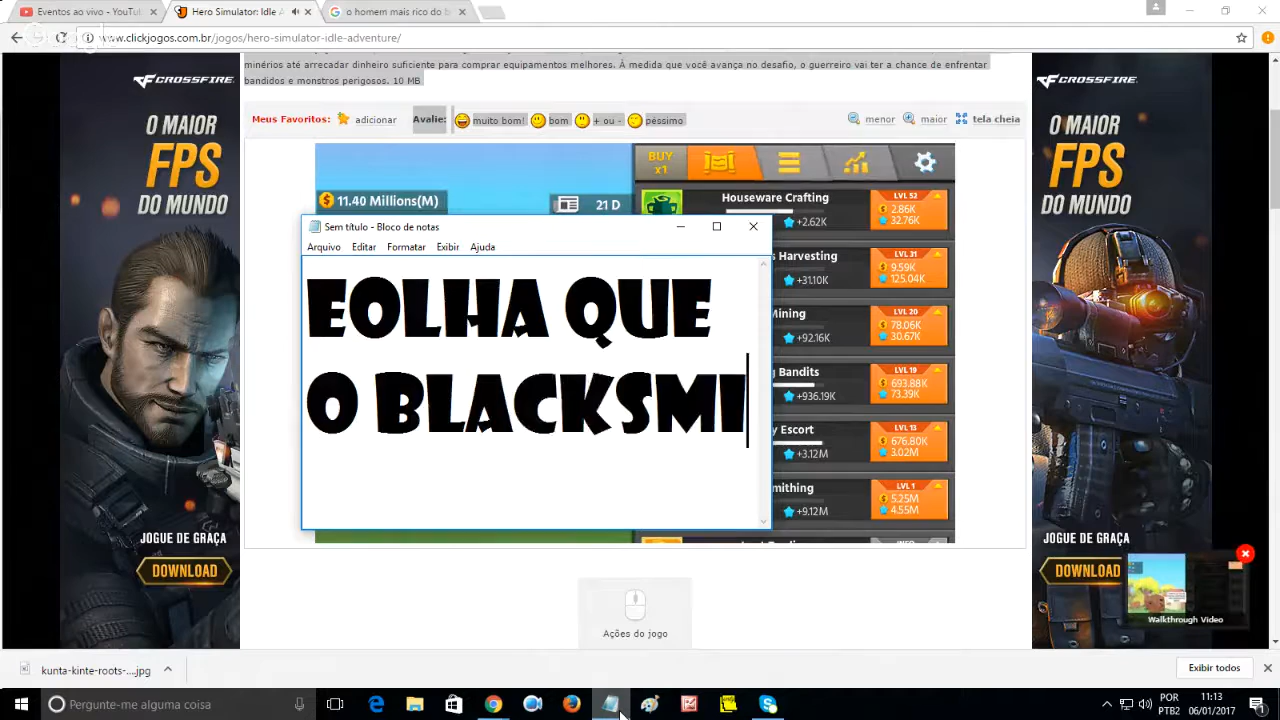 Eventos ao vivo - YouTu
Hero Simulator: Idle A
o homem mais rico do b
www.clickjogos.com.br/jogos/hero-simulator-idle-adventure/
minérios até arrecadar dinheiro suficiente para comprar equipamentos melhores. À medida que você avança no desafio, o guerreiro vai ter a chance de enfrentar
bandidos e monstros perigosos. 10 MB
Meus Favoritos: adicionar Avalie: muito bom! bom + ou - péssimo menor maior tela cheia
CROSSFIRE
O MAIOR
FPS
DO MUNDO
JOGUE DE GRAÇA
DOWNLOAD
11.40 Millions(M)
21 D
BUY
x1
Houseware Crafting
+2.62K
LVL 52
2.86K
32.76K
s Harvesting
+31.10K
LVL 31
9.59K
125.04K
Mining
+92.16K
LVL 20
78.06K
30.67K
g Bandits
+936.19K
LVL 19
693.88K
73.39K
y Escort
+3.12M
LVL 13
676.80K
3.02M
mithing
+9.12M
LVL 1
5.25M
4.55M
Sem título - Bloco de notas
Arquivo Editar Formatar Exibir Ajuda
EOLHA QUE
O BLACKSMI
Ações do jogo
CROSSFIRE
O MAIOR
FPS
DO MUNDO
JOGUE DE GRAÇA
DOWNLOAD
Walkthrough Video
kunta-kinte-roots-....jpg
Exibir todos
Pergunte-me alguma coisa
POR
PTB2
11:13
06/01/2017